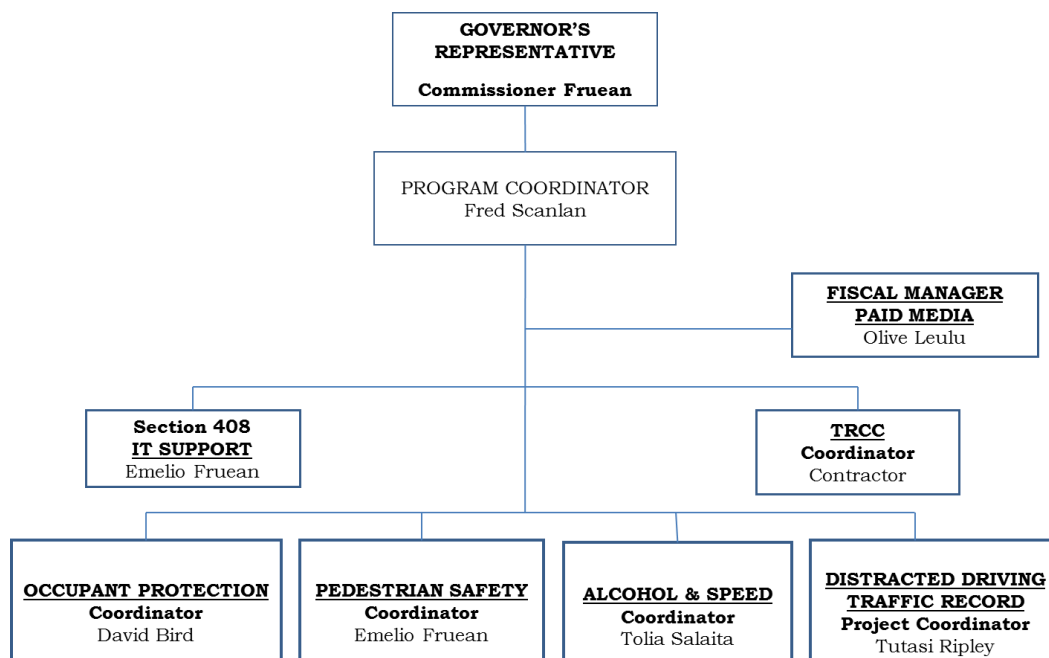 GOVERNOR'S
REPRESENTATIVE
Commissioner Fruean
PROGRAM COORDINATOR
Fred Scanlan
FISCAL MANAGER
PAID MEDIA
Olive Leulu
Section 408
IT SUPPORT
Emelio Fruean
TRCC
Coordinator
Contractor
OCCUPANT PROTECTION
Coordinator
David Bird
PEDESTRIAN SAFETY
Coordinator
Emelio Fruean
ALCOHOL & SPEED
Coordinator
Tolia Salaita
DISTRACTED DRIVING
TRAFFIC RECORD
Project Coordinator
Tutasi Ripley